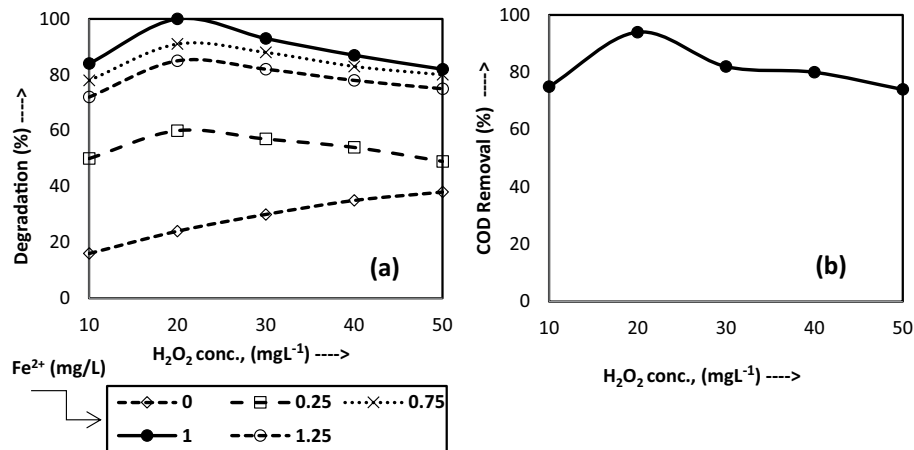 100
80
60
40
20
0
Degradation (%) ---->
(a)
10 20 30 40 50
H₂O₂ conc., (mgL⁻¹) ---->
Fe²⁺ (mg/L)
0 0.25 0.75
1 1.25
100
80
60
40
20
0
COD Removal (%) ---->
(b)
10 20 30 40 50
H₂O₂ conc., (mgL⁻¹) ---->